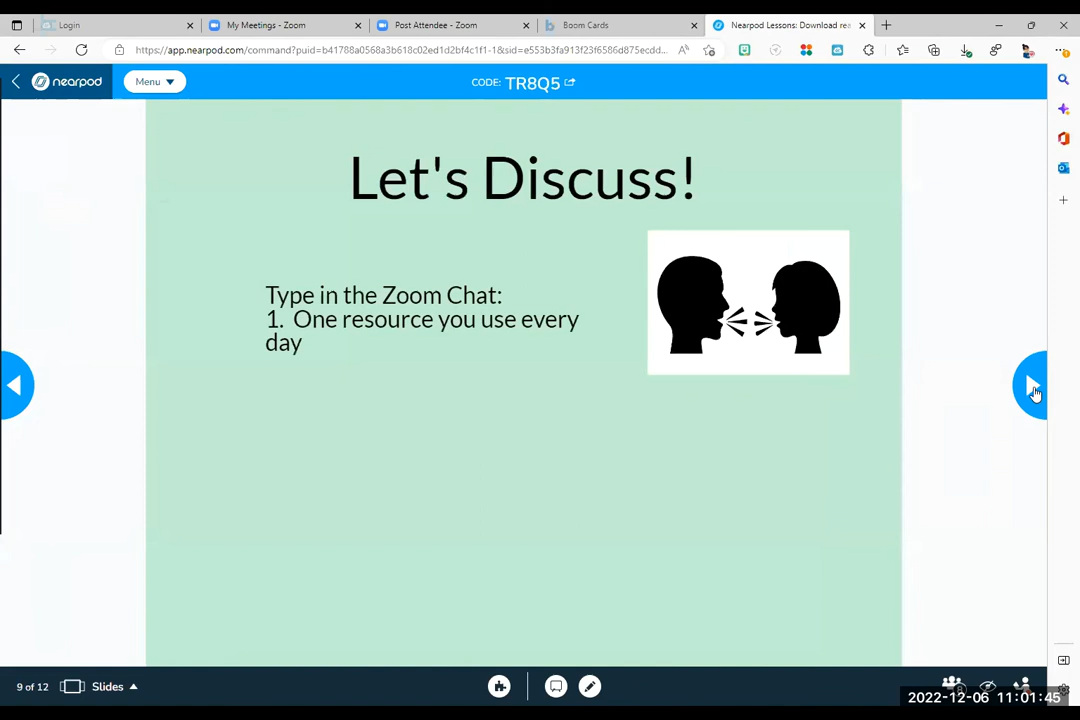 Login
My Meetings - Zoom
Post Attendee - Zoom
Boom Cards
Nearpod Lessons: Download rea
https://app.nearpod.com/command?puid=b41788a0568a3b618c02ed1d2bf4c1f1-1&sid=e553b3fa913f23f6586d875ecdd...
nearpod
Menu
CODE: TR8Q5
Let's Discuss!
Type in the Zoom Chat:
1. One resource you use every
day
9 of 12
Slides
2022-12-06 11:01:45